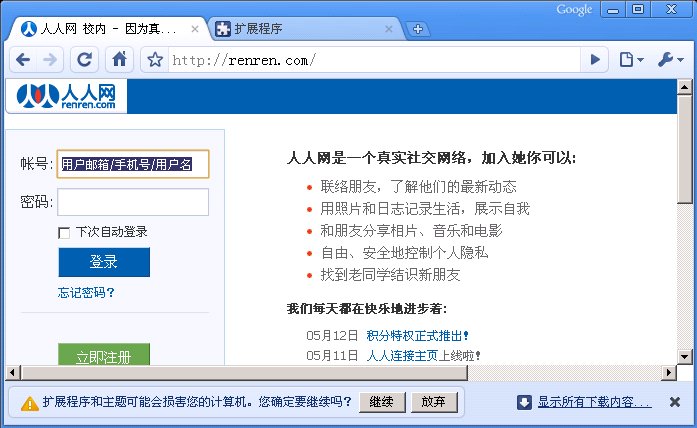 Google
人人网 校内 - 因为真...
扩展程序
http://renren.com/
人人网
renren.com
帐号: 用户邮箱/手机号/用户名
密码:
下次自动登录
登录
忘记密码?
立即注册
人人网是一个真实社交网络，加入她你可以:
联络朋友，了解他们的最新动态
用照片和日志记录生活，展示自我
和朋友分享相片、音乐和电影
自由、安全地控制个人隐私
找到老同学结识新朋友
我们每天都在快乐地进步着:
05月12日 积分特权正式推出!
05月11日 人人连接主页上线啦!
扩展程序和主题可能会损害您的计算机。您确定要继续吗? 继续 放弃
显示所有下载内容...